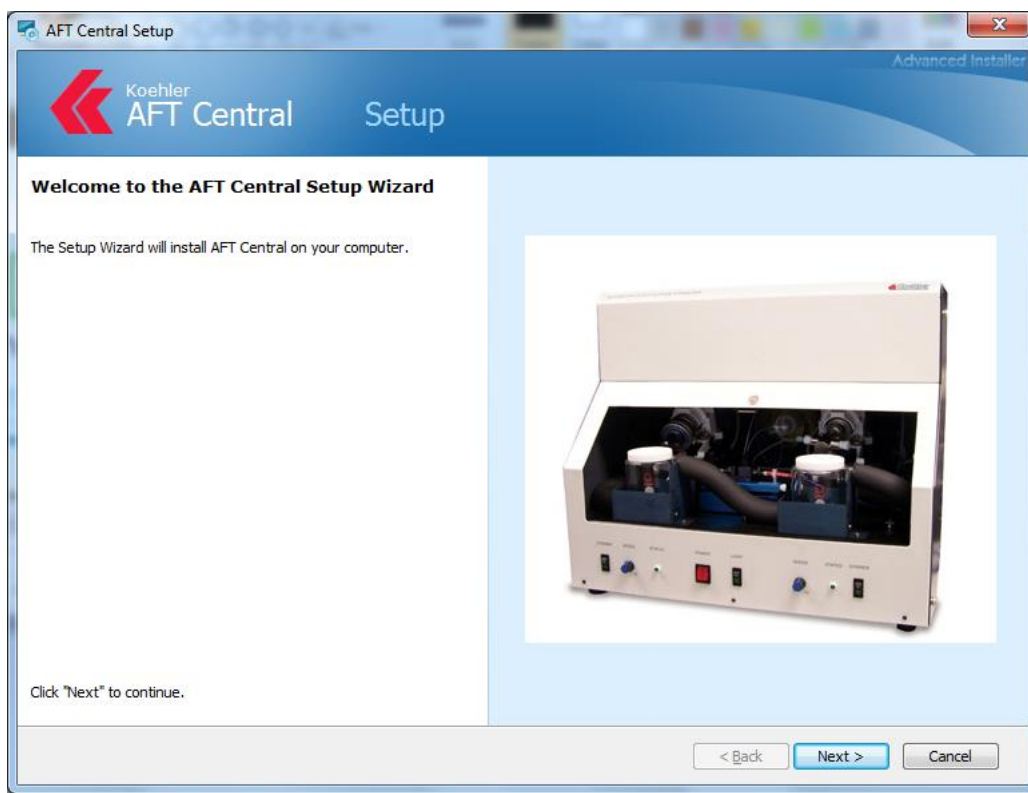 AFT Central Setup
Advanced Installer
Koehler
AFT Central Setup
Welcome to the AFT Central Setup Wizard
The Setup Wizard will install AFT Central on your computer.
Click "Next" to continue.
< Back Next > Cancel